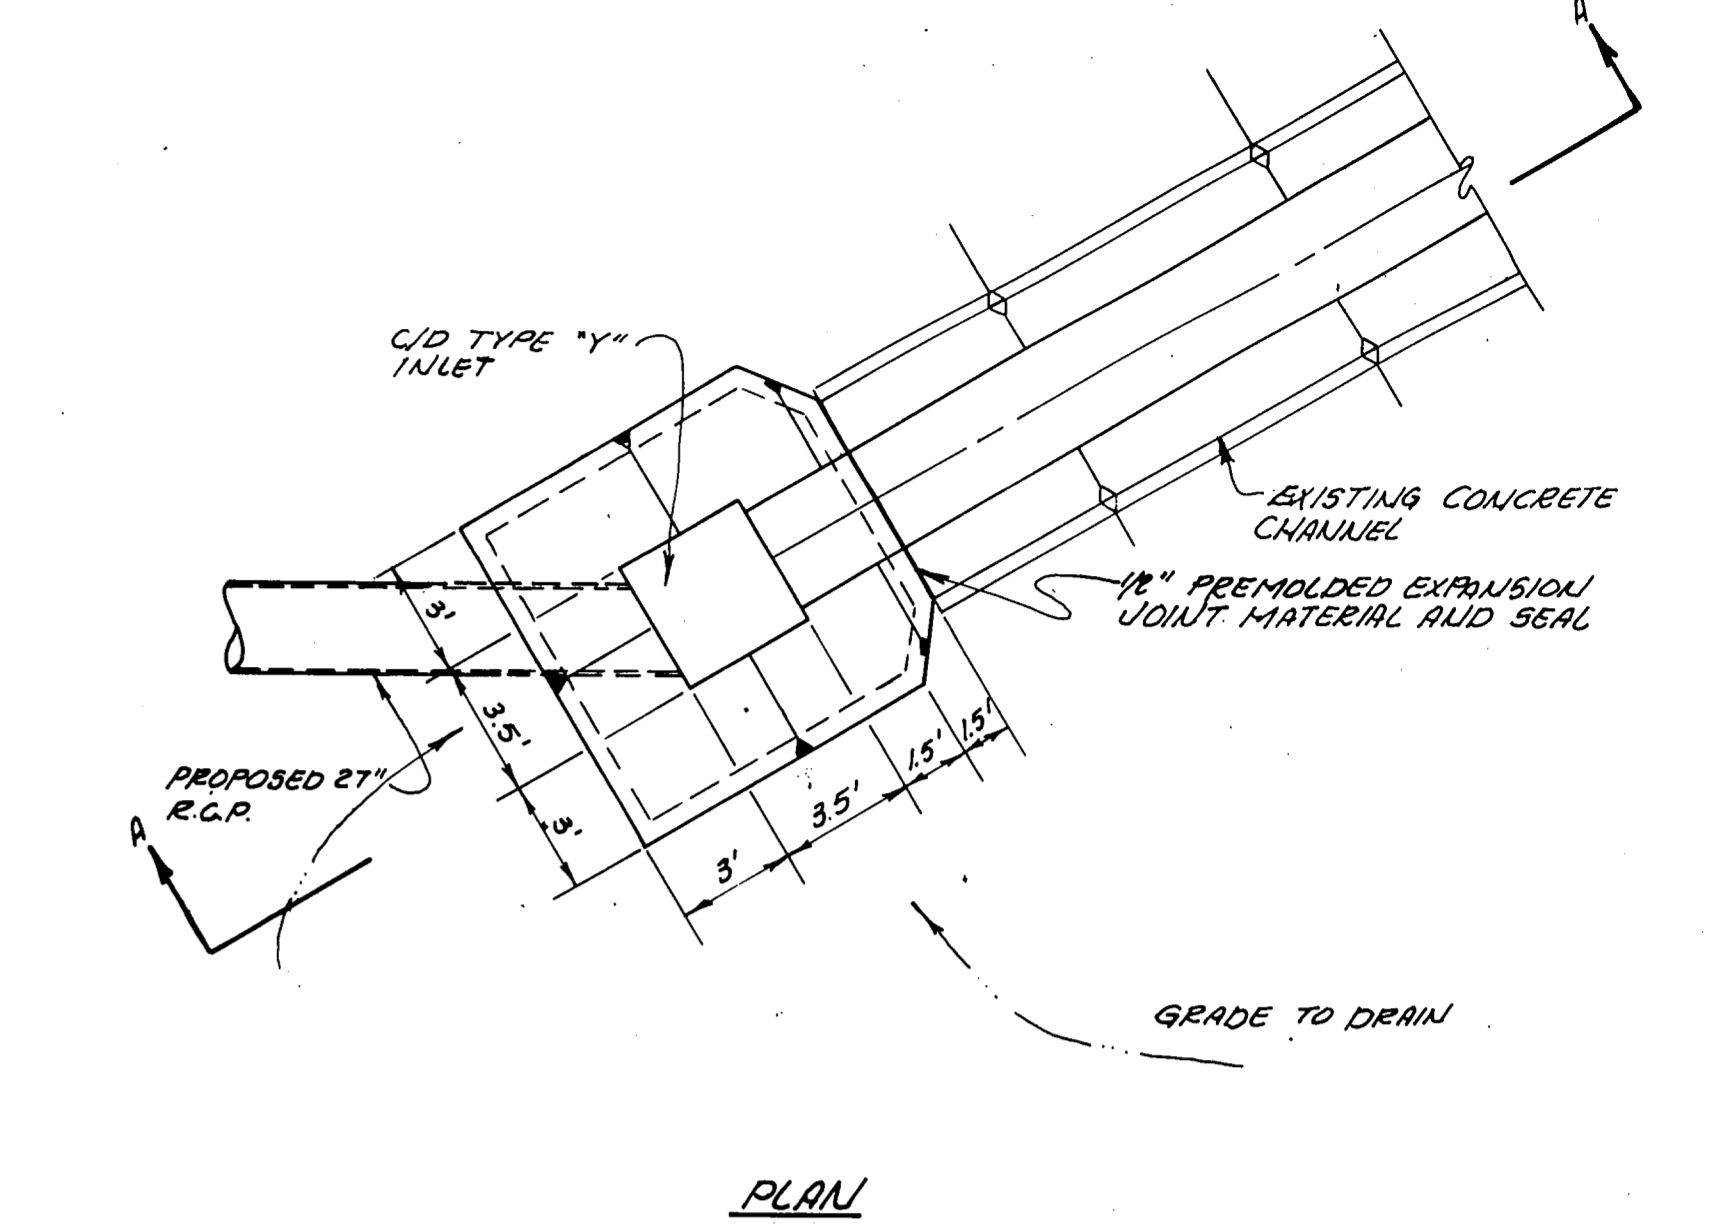 A
C/D TYPE "Y"
INLET
EXISTING CONCRETE
CHANNEL
1/2" PREMOLDED EXPANSION
JOINT MATERIAL AND SEAL
3'
3.5'
3'
PROPOSED 27"
R.C.P.
A
3'
3.5'
1.5'
1.5'
GRADE TO DRAIN
PLAN